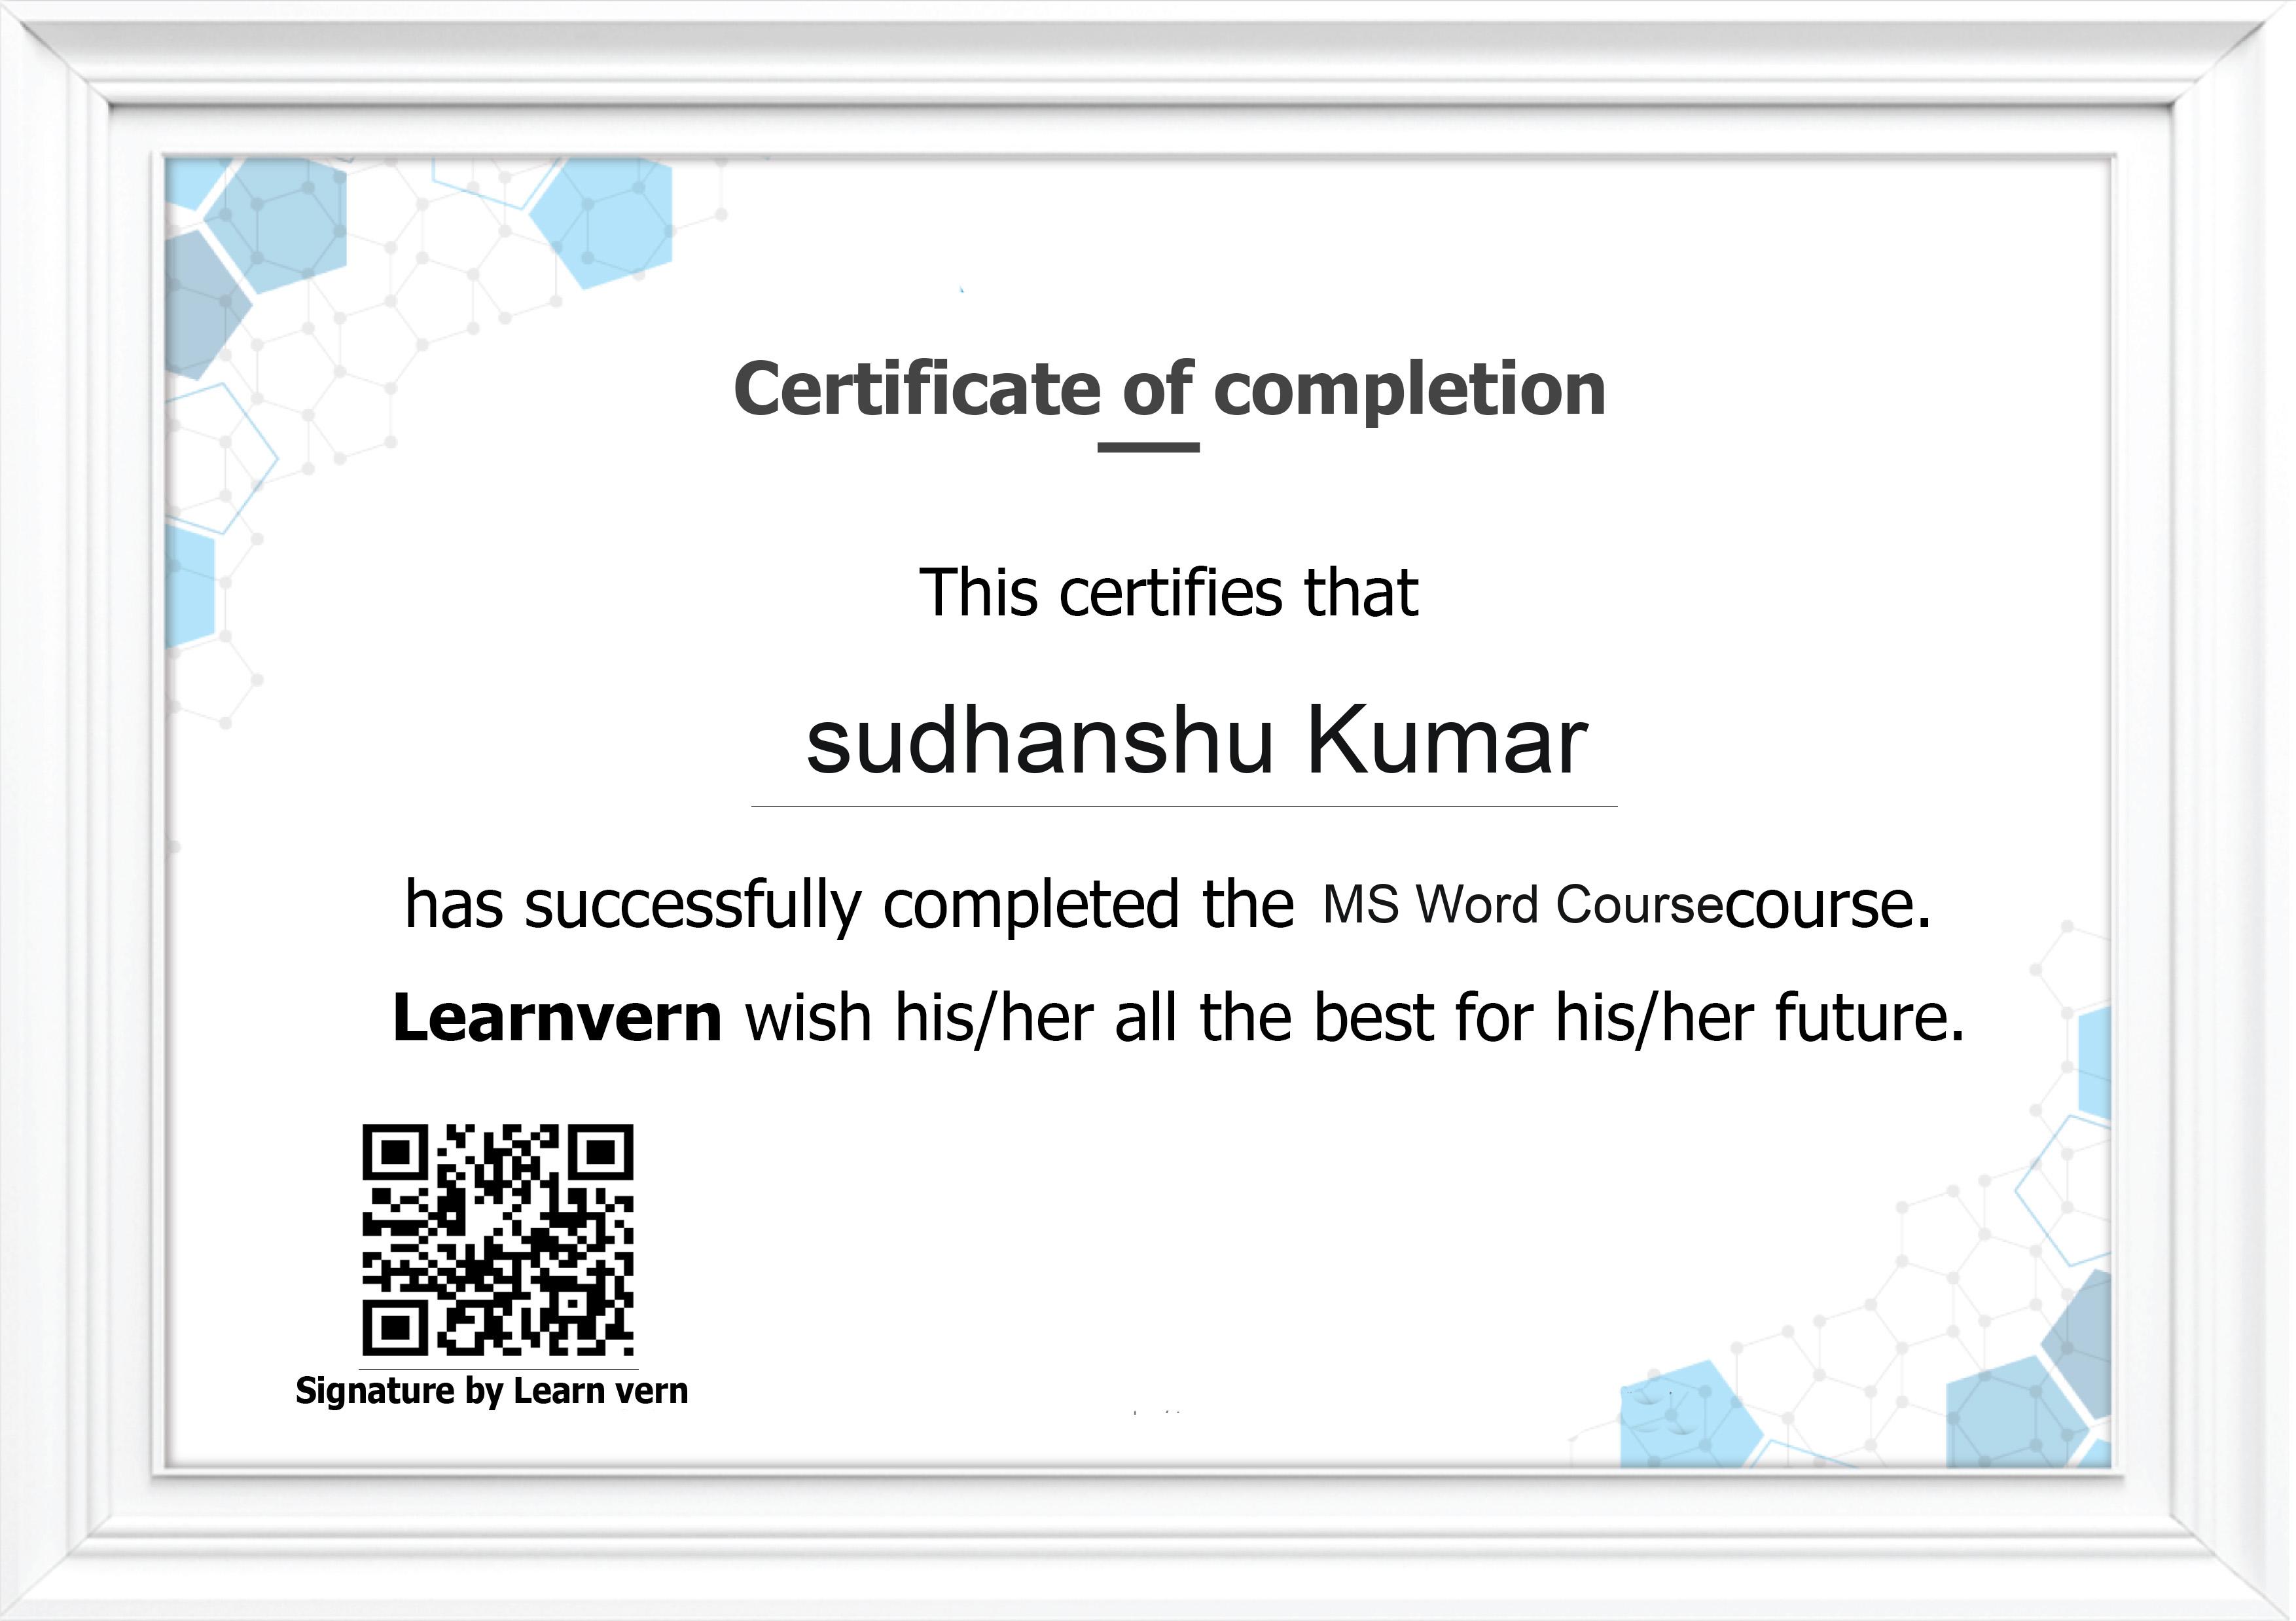 Certificate of completion
This certifies that
sudhanshu Kumar
has successfully completed the MS Word Coursecourse.
Learnvern wish his/her all the best for his/her future.
Signature by Learn vern